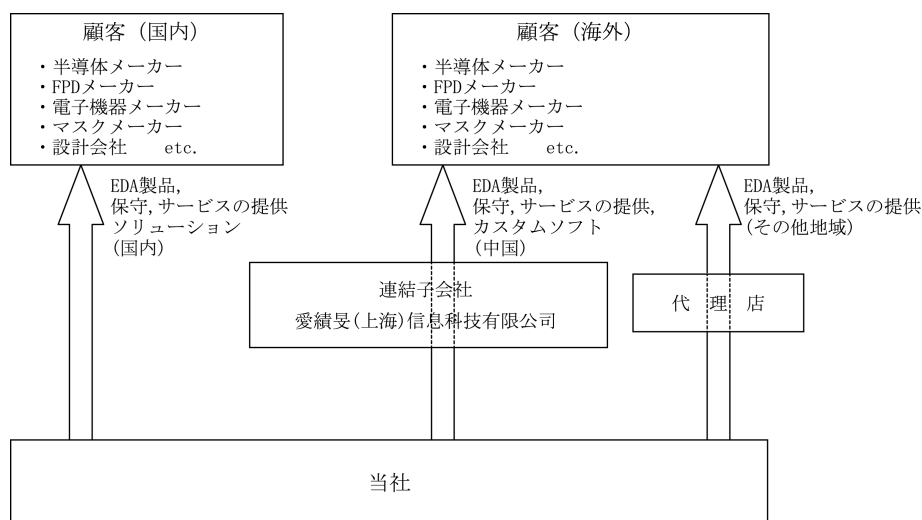 顧客（国内）
・半導体メーカー
・FPDメーカー
・電子機器メーカー
・マスクメーカー
・設計会社　etc.
顧客（海外）
・半導体メーカー
・FPDメーカー
・電子機器メーカー
・マスクメーカー
・設計会社　etc.
EDA製品,
保守,サービスの提供
ソリューション
(国内)
EDA製品,
保守,サービスの提供,
カスタムソフト
(中国)
EDA製品,
保守,サービスの提供
(その他地域)
連結子会社
愛績旻(上海)信息科技有限公司
代　理　店
当社